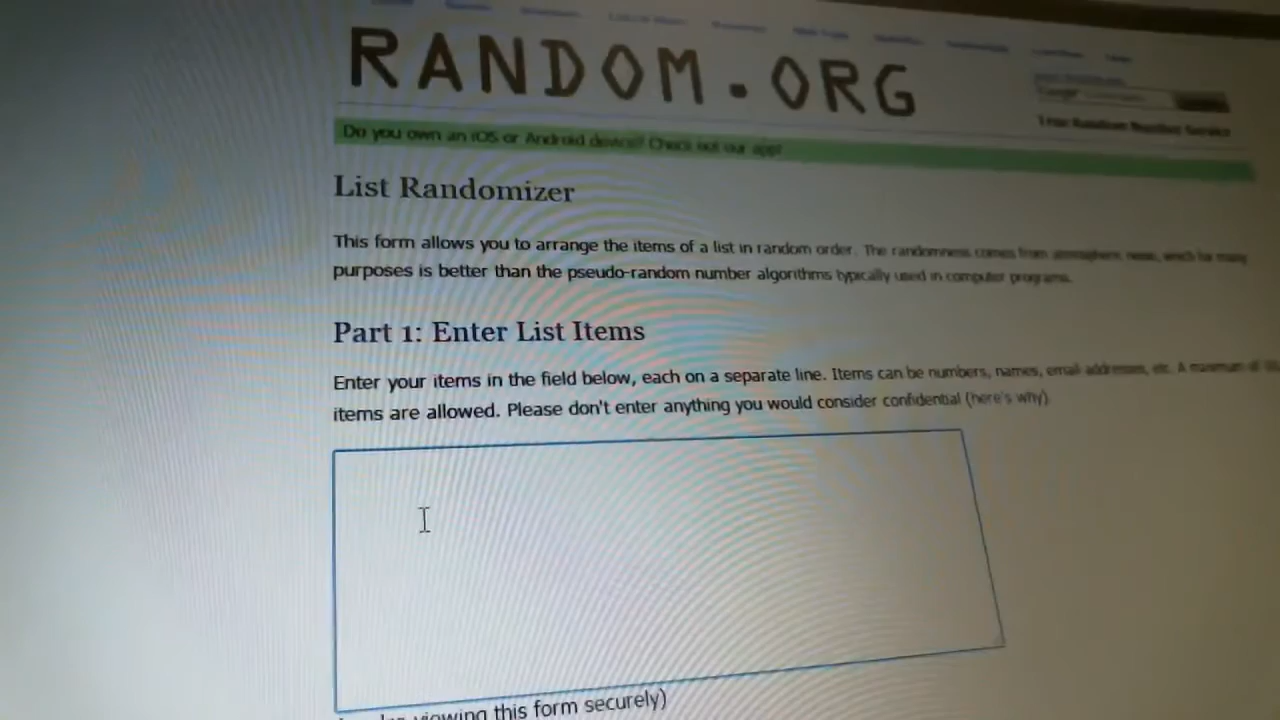 RANDOM.ORG
Do you own an iOS or Android device? Check out our app!
List Randomizer
This form allows you to arrange the items of a list in random order. The randomness comes from atmospheric noise, which for many
purposes is better than the pseudo-random number algorithms typically used in computer programs.
Part 1: Enter List Items
Enter your items in the field below, each on a separate line. Items can be numbers, names, email addresses, etc. A maximum of
items are allowed. Please don't enter anything you would consider confidential (here's why).
True Random Number Service
viewing this form securely)